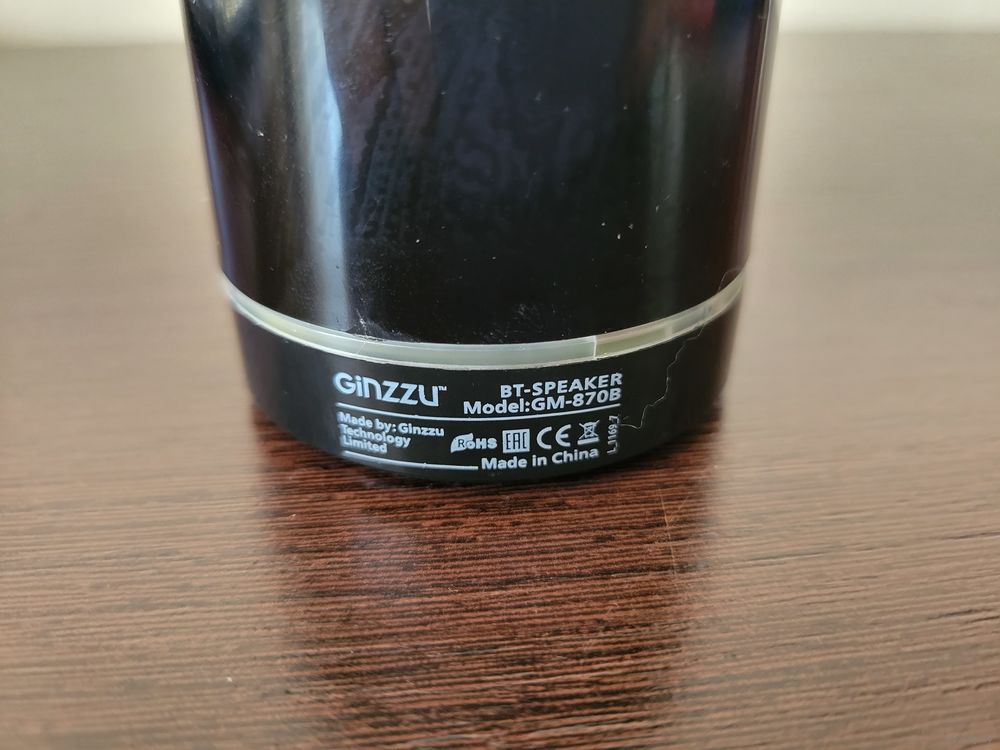 GiNZZU™
BT-SPEAKER
Model:GM-870B
Made by: Ginzzu
Technology
Limited
RoHS EAC CE
Made in China